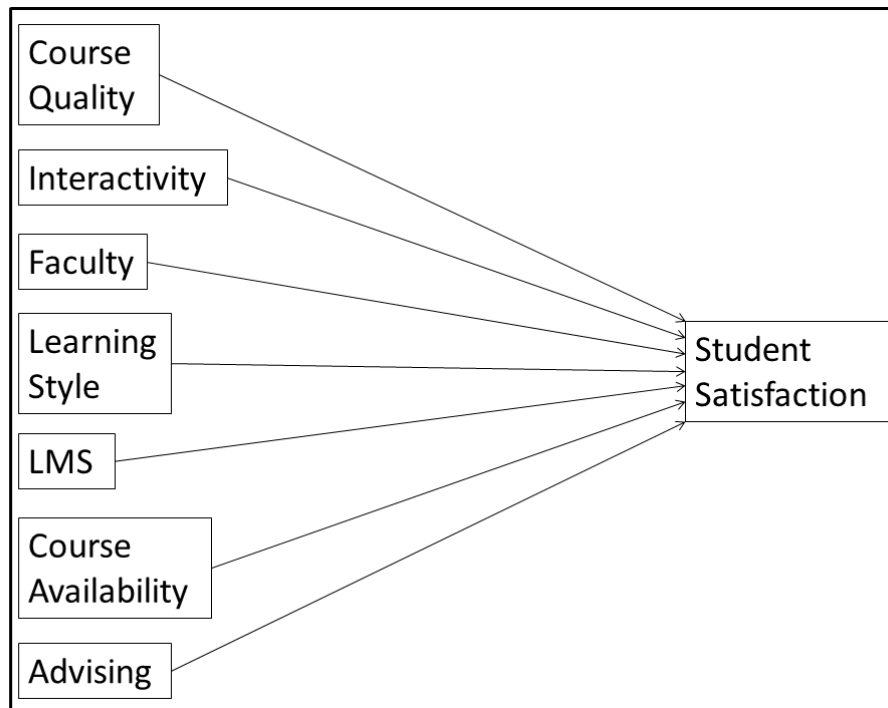 Course
Quality
Interactivity
Faculty
Learning
Style
LMS
Course
Availability
Advising
Student
Satisfaction